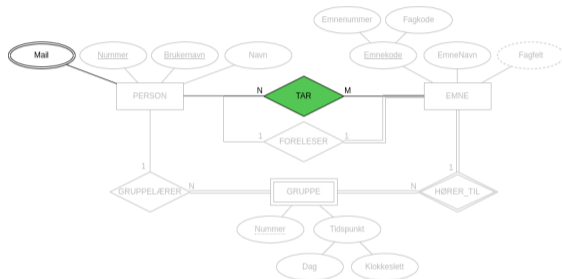 Emnenummer Fagkode
Mail Nummer Brukernavn Navn Emnekode EmneNavn Fagfelt
PERSON N TAR M EMNE
1 FORELESER 1
1 1
GRUPPELÆRER N GRUPPE N HØRER_TIL
Nummer Tidspunkt
Dag Klokkeslett